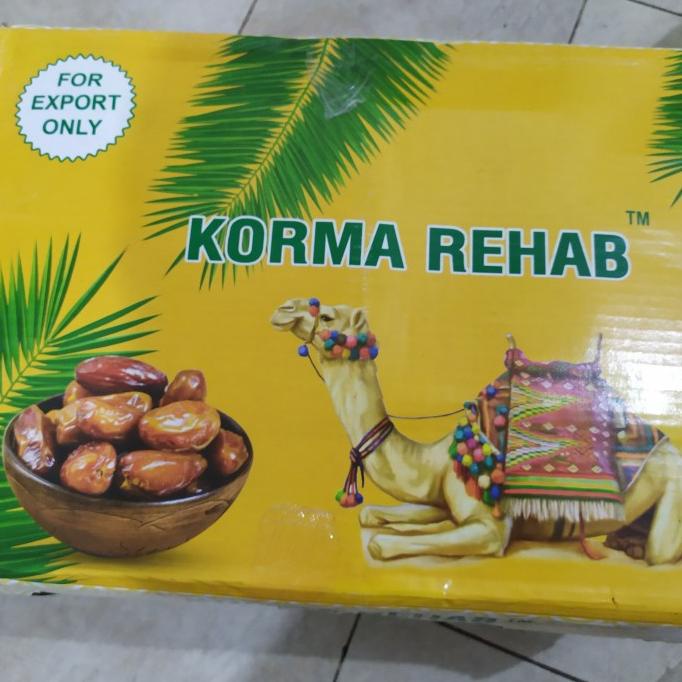 FOR
EXPORT
ONLY
KORMA REHAB™